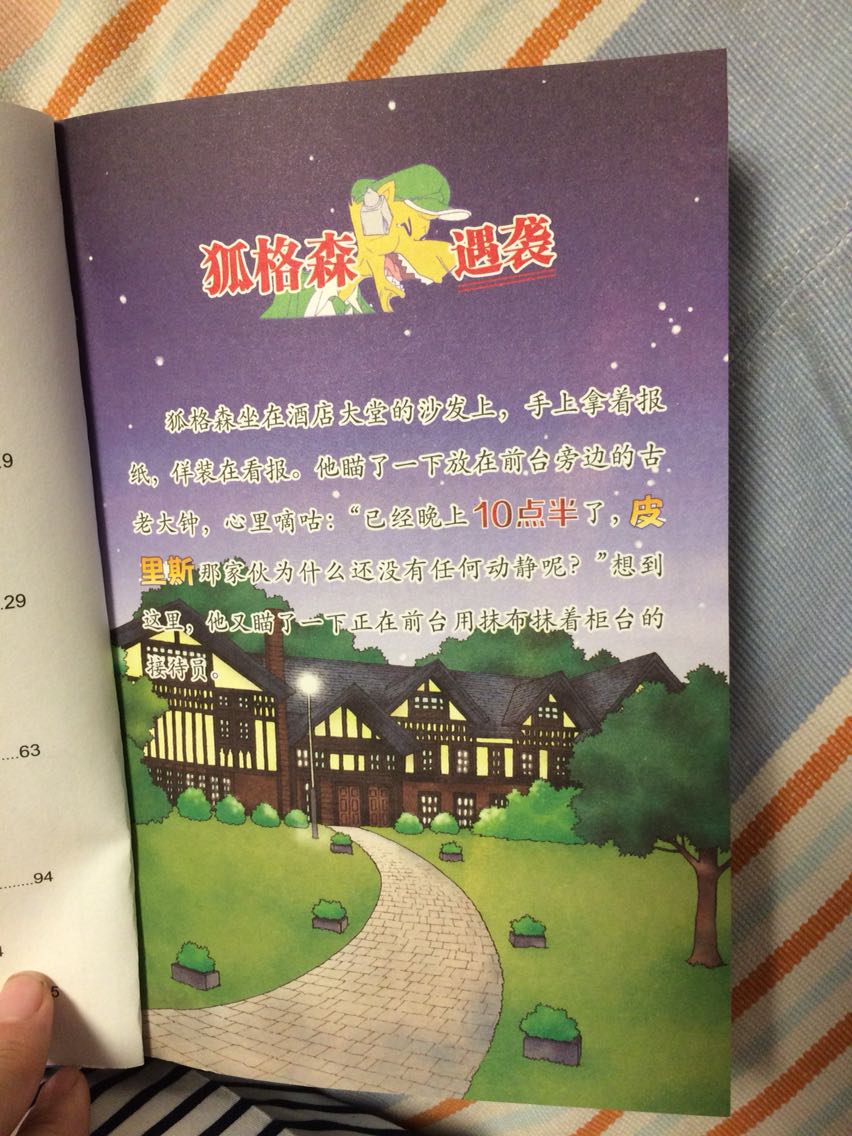 狐格森遇袭
狐格森坐在酒店大堂的沙发上，手上拿着报
纸，佯装在看报。他瞄了一下放在前台旁边的古
老大钟，心里嘀咕：“已经晚上10点半了，皮
里斯那家伙为什么还没有任何动静呢？”想到
这里，他又瞄了一下正在前台用抹布抹着柜台的
接待员。
.29
....63
........94